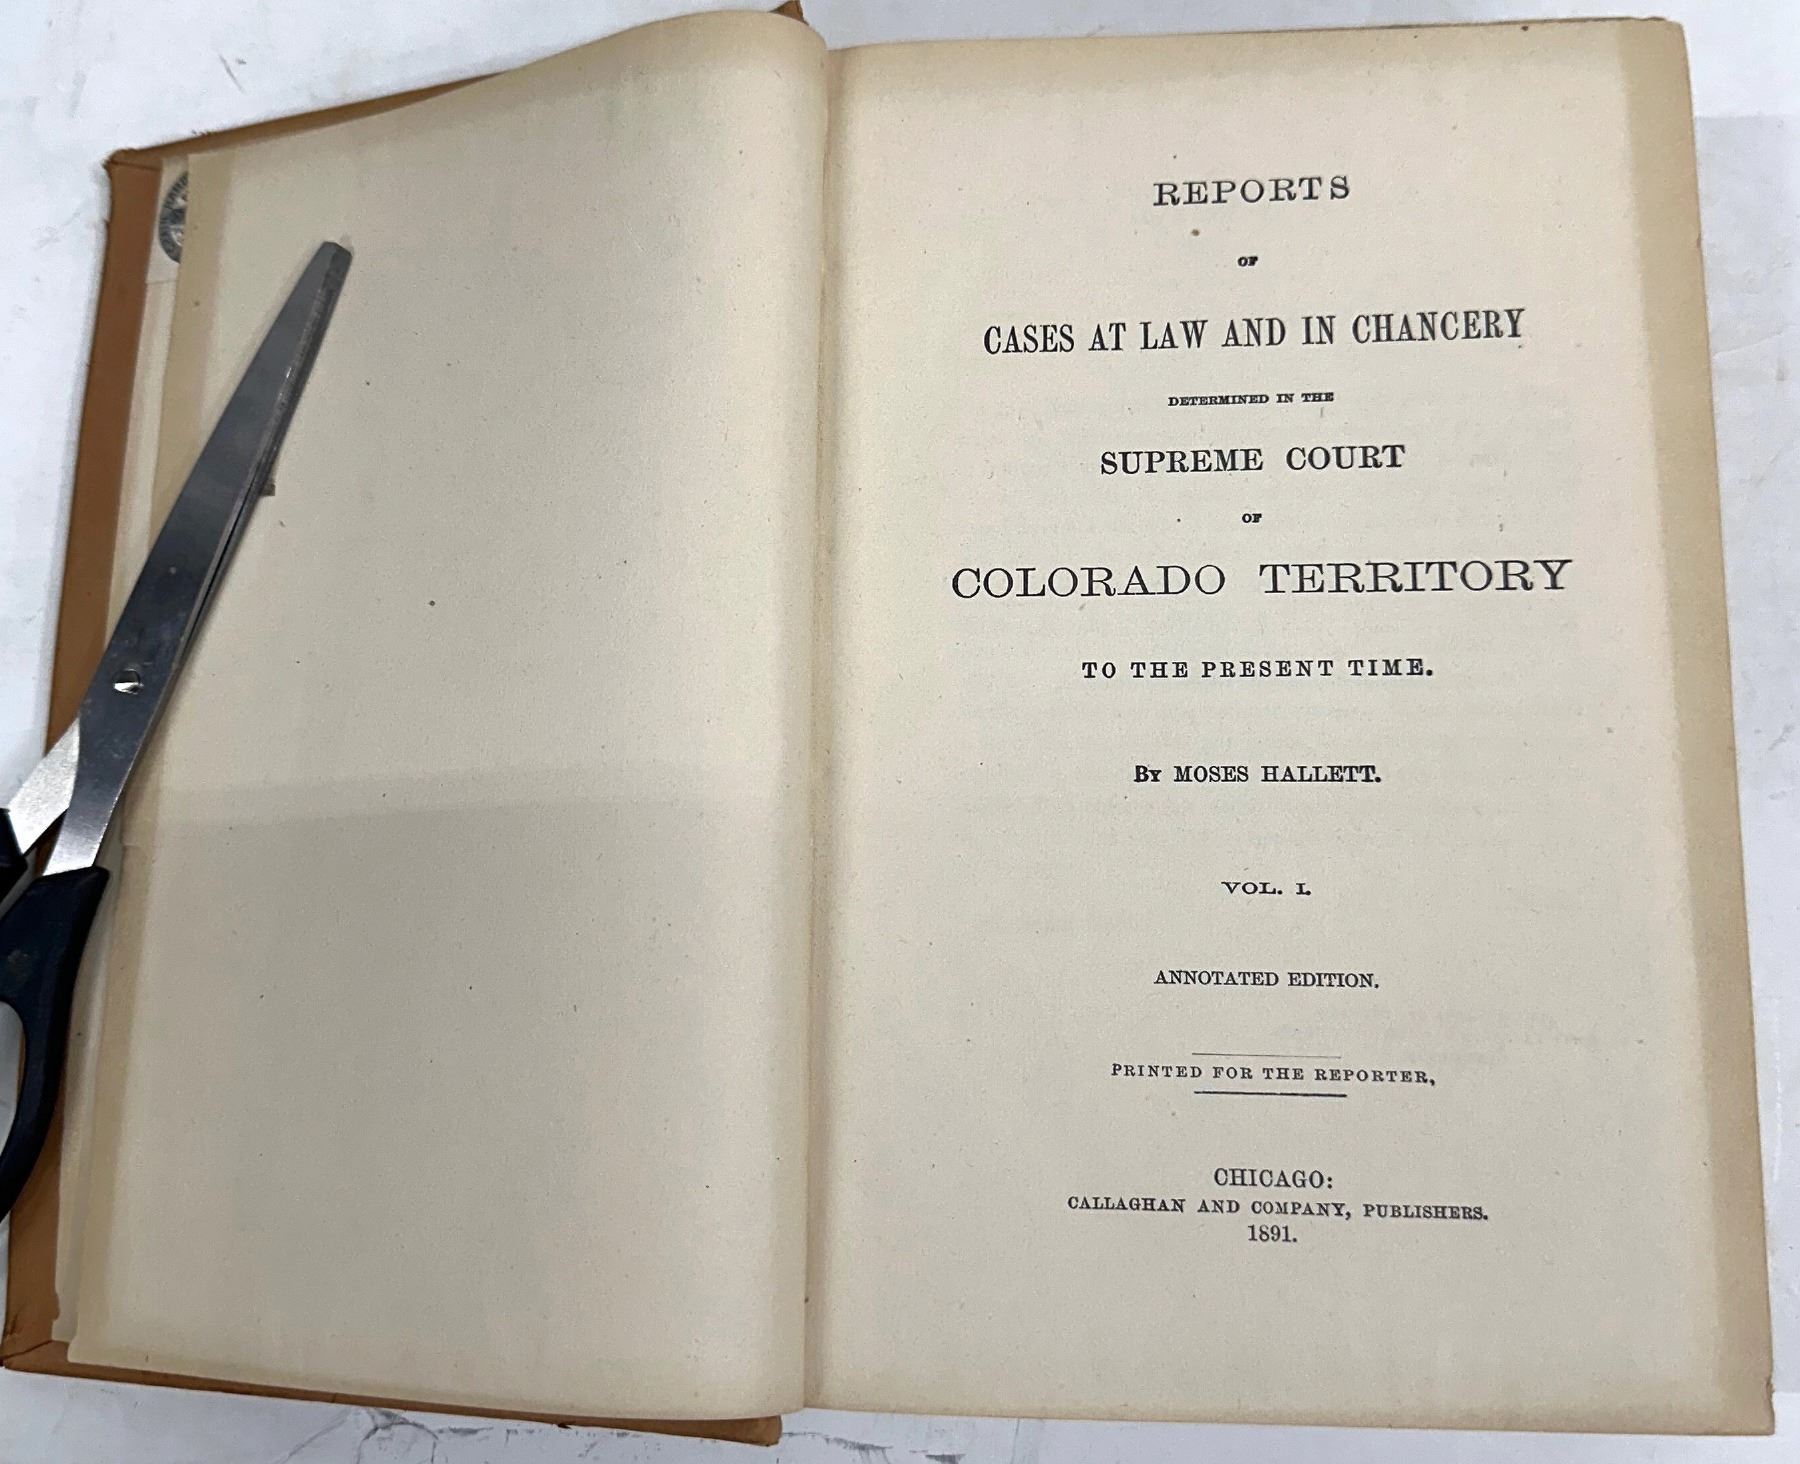 REPORTS
OF
CASES AT LAW AND IN CHANCERY
DETERMINED IN THE
SUPREME COURT
OF
COLORADO TERRITORY
TO THE PRESENT TIME.
BY MOSES HALLETT.
VOL. I.
ANNOTATED EDITION.
PRINTED FOR THE REPORTER,
CHICAGO:
CALLAGHAN AND COMPANY, PUBLISHERS.
1891.